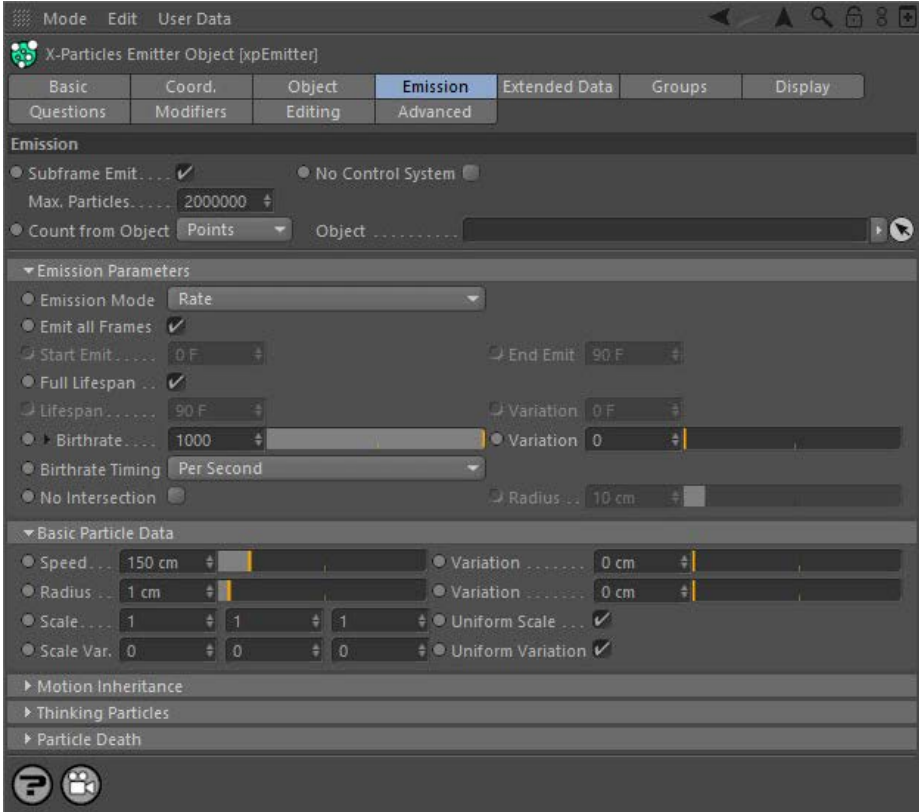 Mode Edit User Data
X-Particles Emitter Object [xpEmitter]
Basic Coord. Object Emission Extended Data Groups Display
Questions Modifiers Editing Advanced
Emission
Subframe Emit.... No Control System
Max. Particles..... 2000000
Count from Object Points Object ..........
Emission Parameters
Emission Mode Rate
Emit all Frames
Start Emit..... 0 F End Emit 90 F
Full Lifespan ..
Lifespan...... 90 F Variation 0 F
Birthrate.... 1000 Variation 0
Birthrate Timing Per Second
No Intersection Radius .. 10 cm
Basic Particle Data
Speed... 150 cm Variation ....... 0 cm
Radius .. 1 cm Variation ....... 0 cm
Scale.... 1 1 1 Uniform Scale ...
Scale Var. 0 0 0 Uniform Variation
Motion Inheritance
Thinking Particles
Particle Death
?